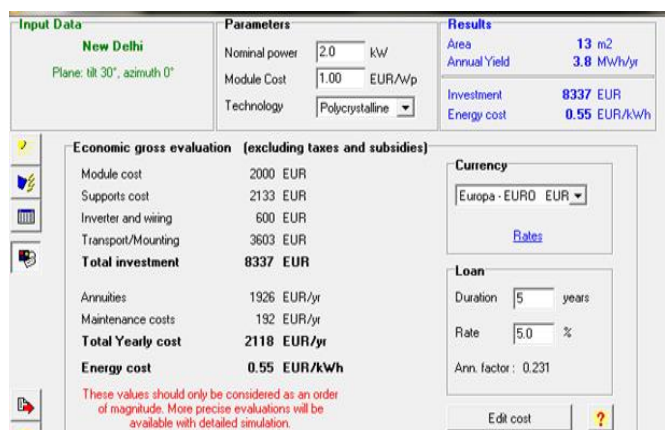 Input Data
New Delhi
Plane: tilt 30°, azimuth 0°
Parameters
Nominal power 2.0 kW
Module Cost 1.00 EUR/Wp
Technology Polycrystalline
Results
Area 13 m2
Annual Yield 3.8 MWh/yr
Investment 8337 EUR
Energy cost 0.55 EUR/kWh
Economic gross evaluation (excluding taxes and subsidies)
Module cost 2000 EUR
Supports cost 2133 EUR
Inverter and wiring 600 EUR
Transport/Mounting 3603 EUR
Total investment 8337 EUR
Annuities 1926 EUR/yr
Maintenance costs 192 EUR/yr
Total Yearly cost 2118 EUR/yr
Energy cost 0.55 EUR/kWh
These values should only be considered as an order
of magnitude. More precise evaluations will be
available with detailed simulation.
Currency
Europa - EURO EUR
Rates
Loan
Duration 5 years
Rate 5.0 %
Ann. factor : 0.231
Edit cost
?